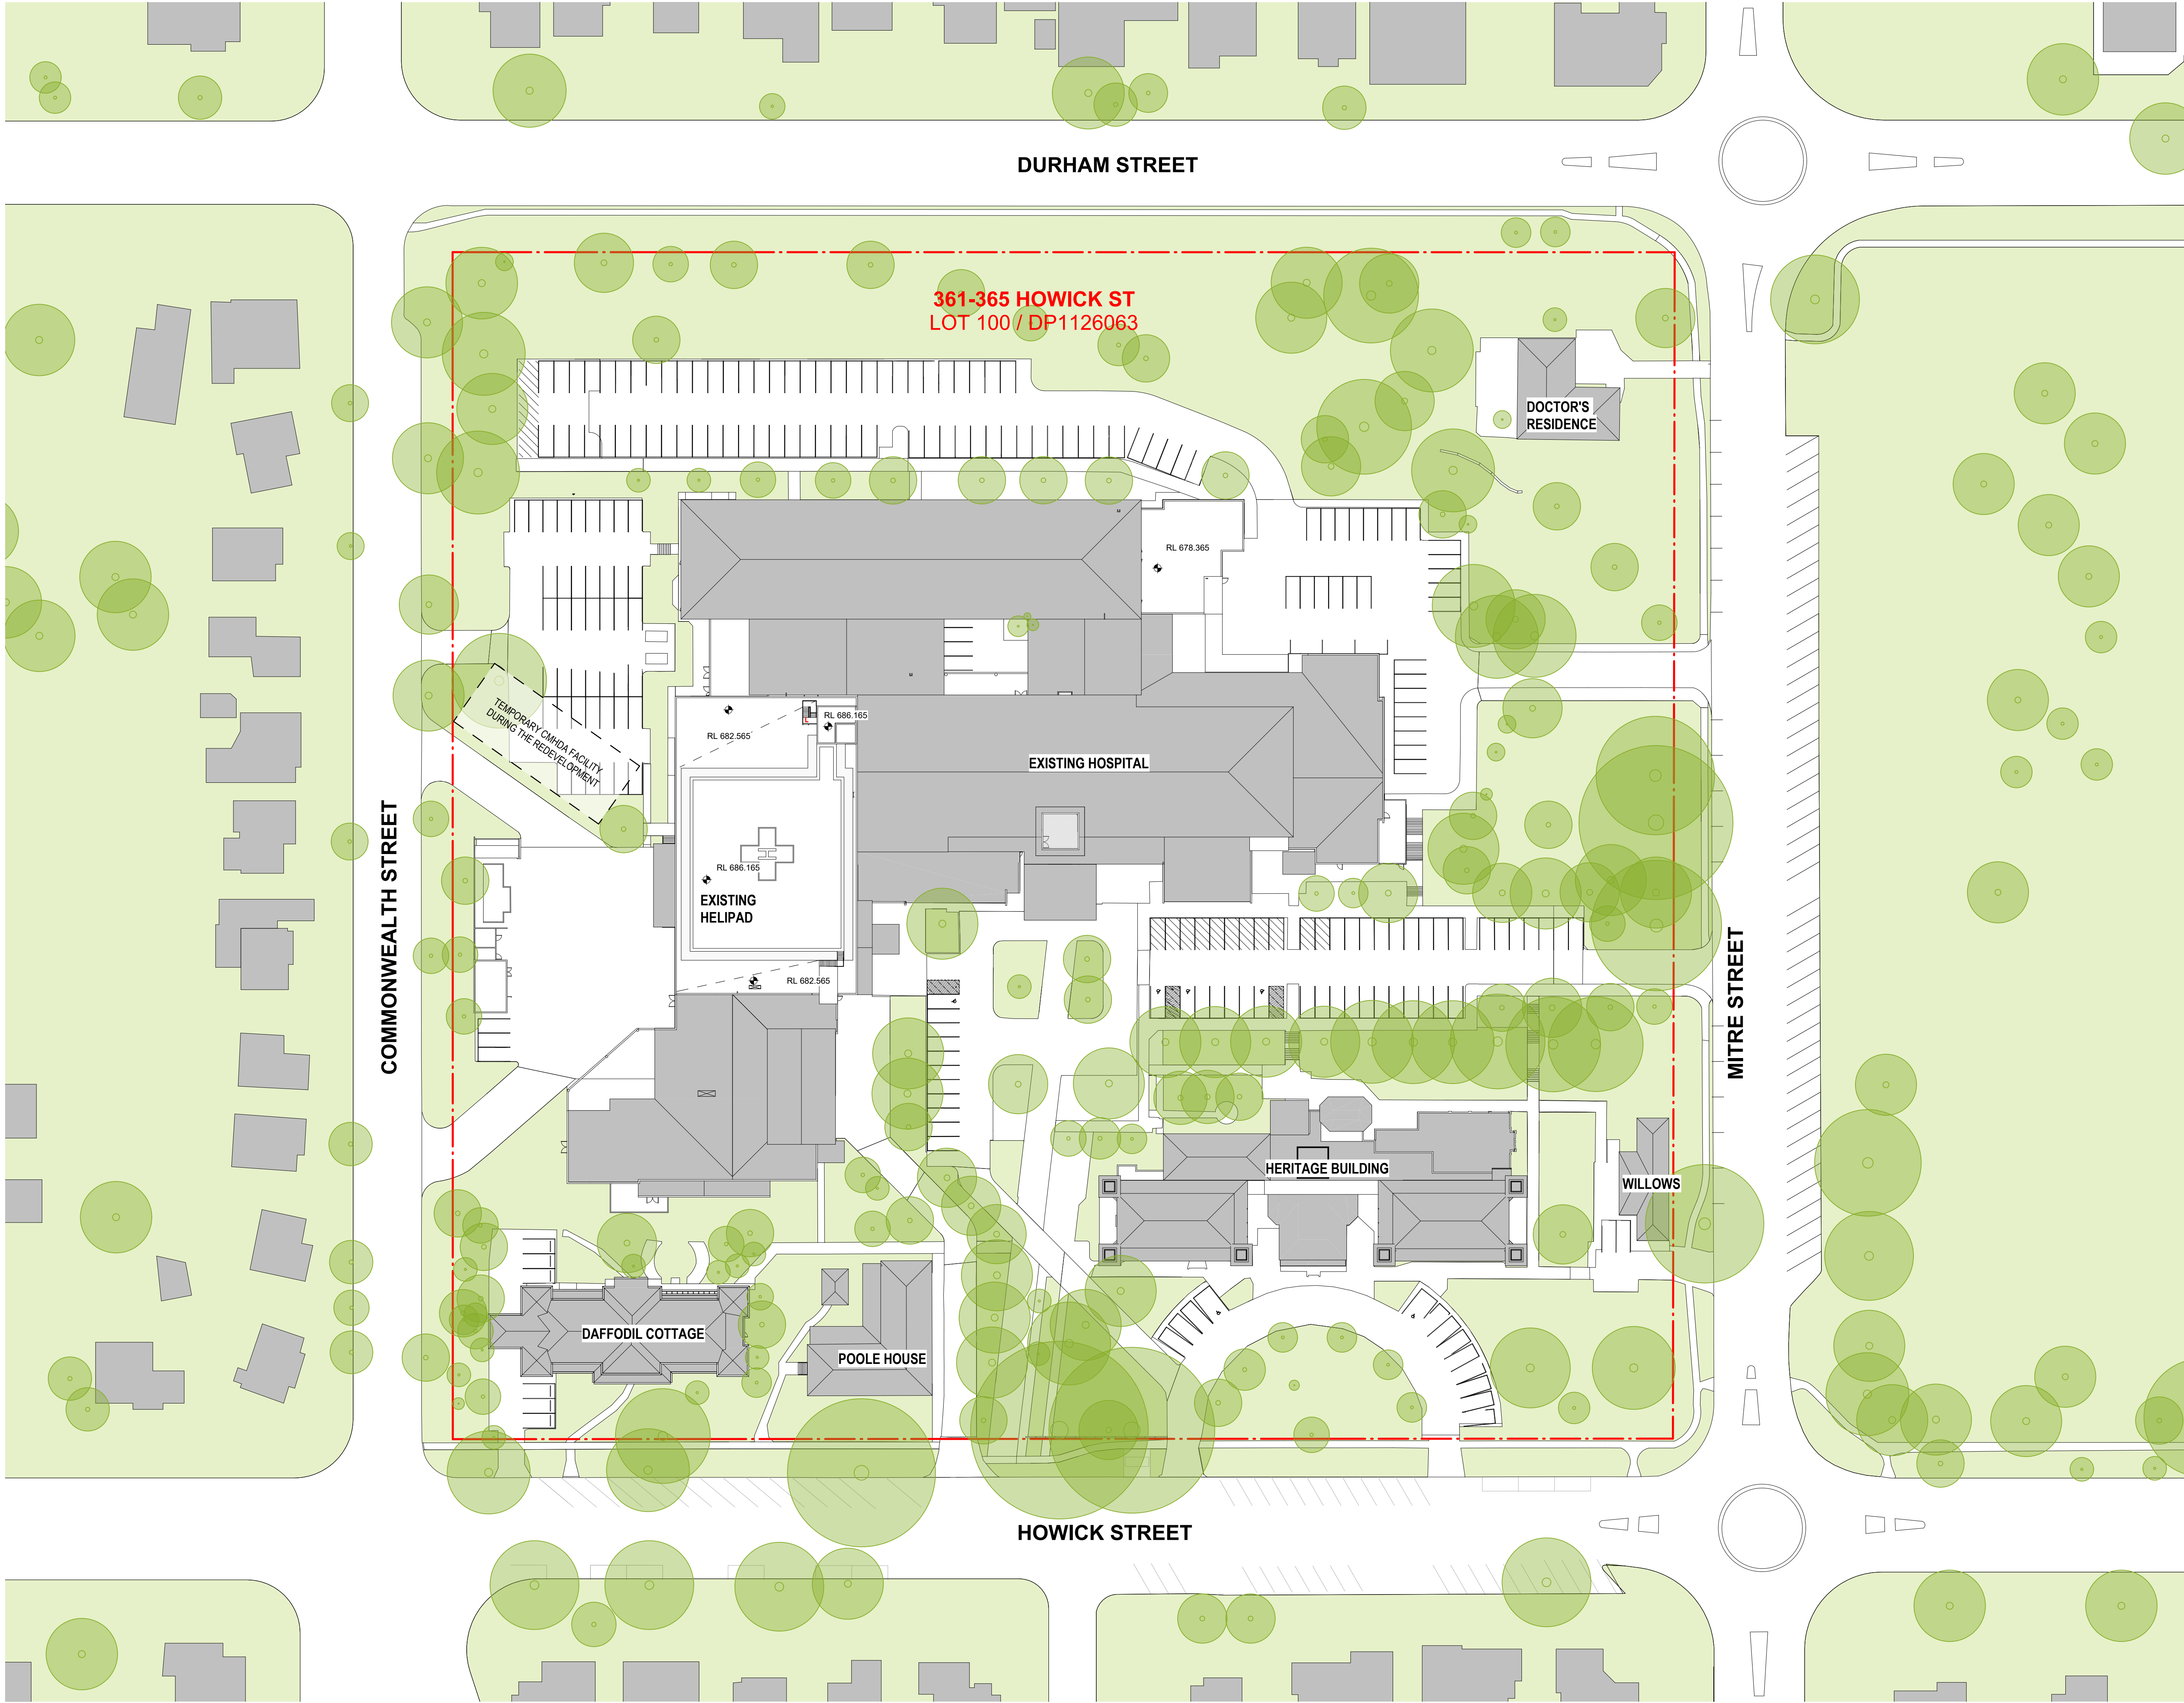 DURHAM STREET
361-365 HOWICK ST
LOT 100 / DP1126063
DOCTOR'S
RESIDENCE
RL 678.365
TEMPORARY CMHDA FACILITY
DURING THE REDEVELOPMENT
RL 686.165
RL 682.565
EXISTING HOSPITAL
H
RL 686.165
EXISTING
HELIPAD
COMMONWEALTH STREET
RL 682.565
MITRE STREET
HERITAGE BUILDING
WILLOWS
DAFFODIL COTTAGE
POOLE HOUSE
HOWICK STREET